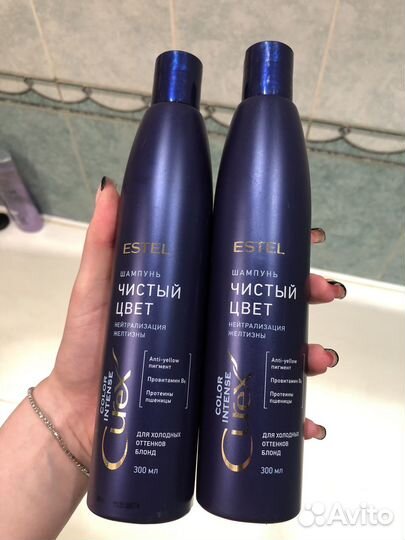 ESTEL
ШАМПУНЬ
ЧИСТЫЙ
ЦВЕТ
НЕЙТРАЛИЗАЦИЯ
ЖЕЛТИЗНЫ
Anti-yellow
пигмент
Провитамин В₅
Протеины
пшеницы
Curex
COLOR
INTENSE
ДЛЯ ХОЛОДНЫХ
ОТТЕНКОВ
БЛОНД
300 МЛ
ESTEL
ШАМПУНЬ
ЧИСТЫЙ
ЦВЕТ
НЕЙТРАЛИЗАЦИЯ
ЖЕЛТИЗНЫ
Anti-yellow
пигмент
Провитамин В₅
Протеины
пшеницы
Curex
COLOR
INTENSE
ДЛЯ ХОЛОДНЫХ
ОТТЕНКОВ
БЛОНД
300 МЛ
Avito